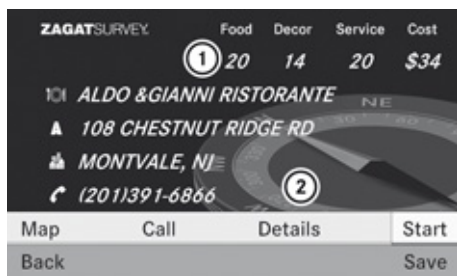 ZAGATSURVEY. Food Decor Service Cost
1 20 14 20 $34
ALDO &GIANNI RISTORANTE
NE
A 108 CHESTNUT RIDGE RD
MONTVALE, NJ
(201)391-6866 2
Map Call Details Start
Back Save